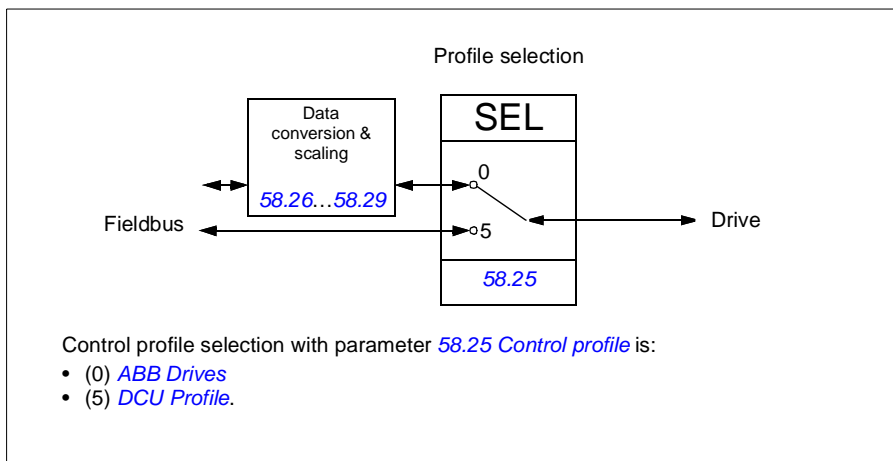 Profile selection
Data
conversion &
scaling
58.26…58.29
SEL
0
5
58.25
Fieldbus
Drive
Control profile selection with parameter 58.25 Control profile is:
• (0) ABB Drives
• (5) DCU Profile.